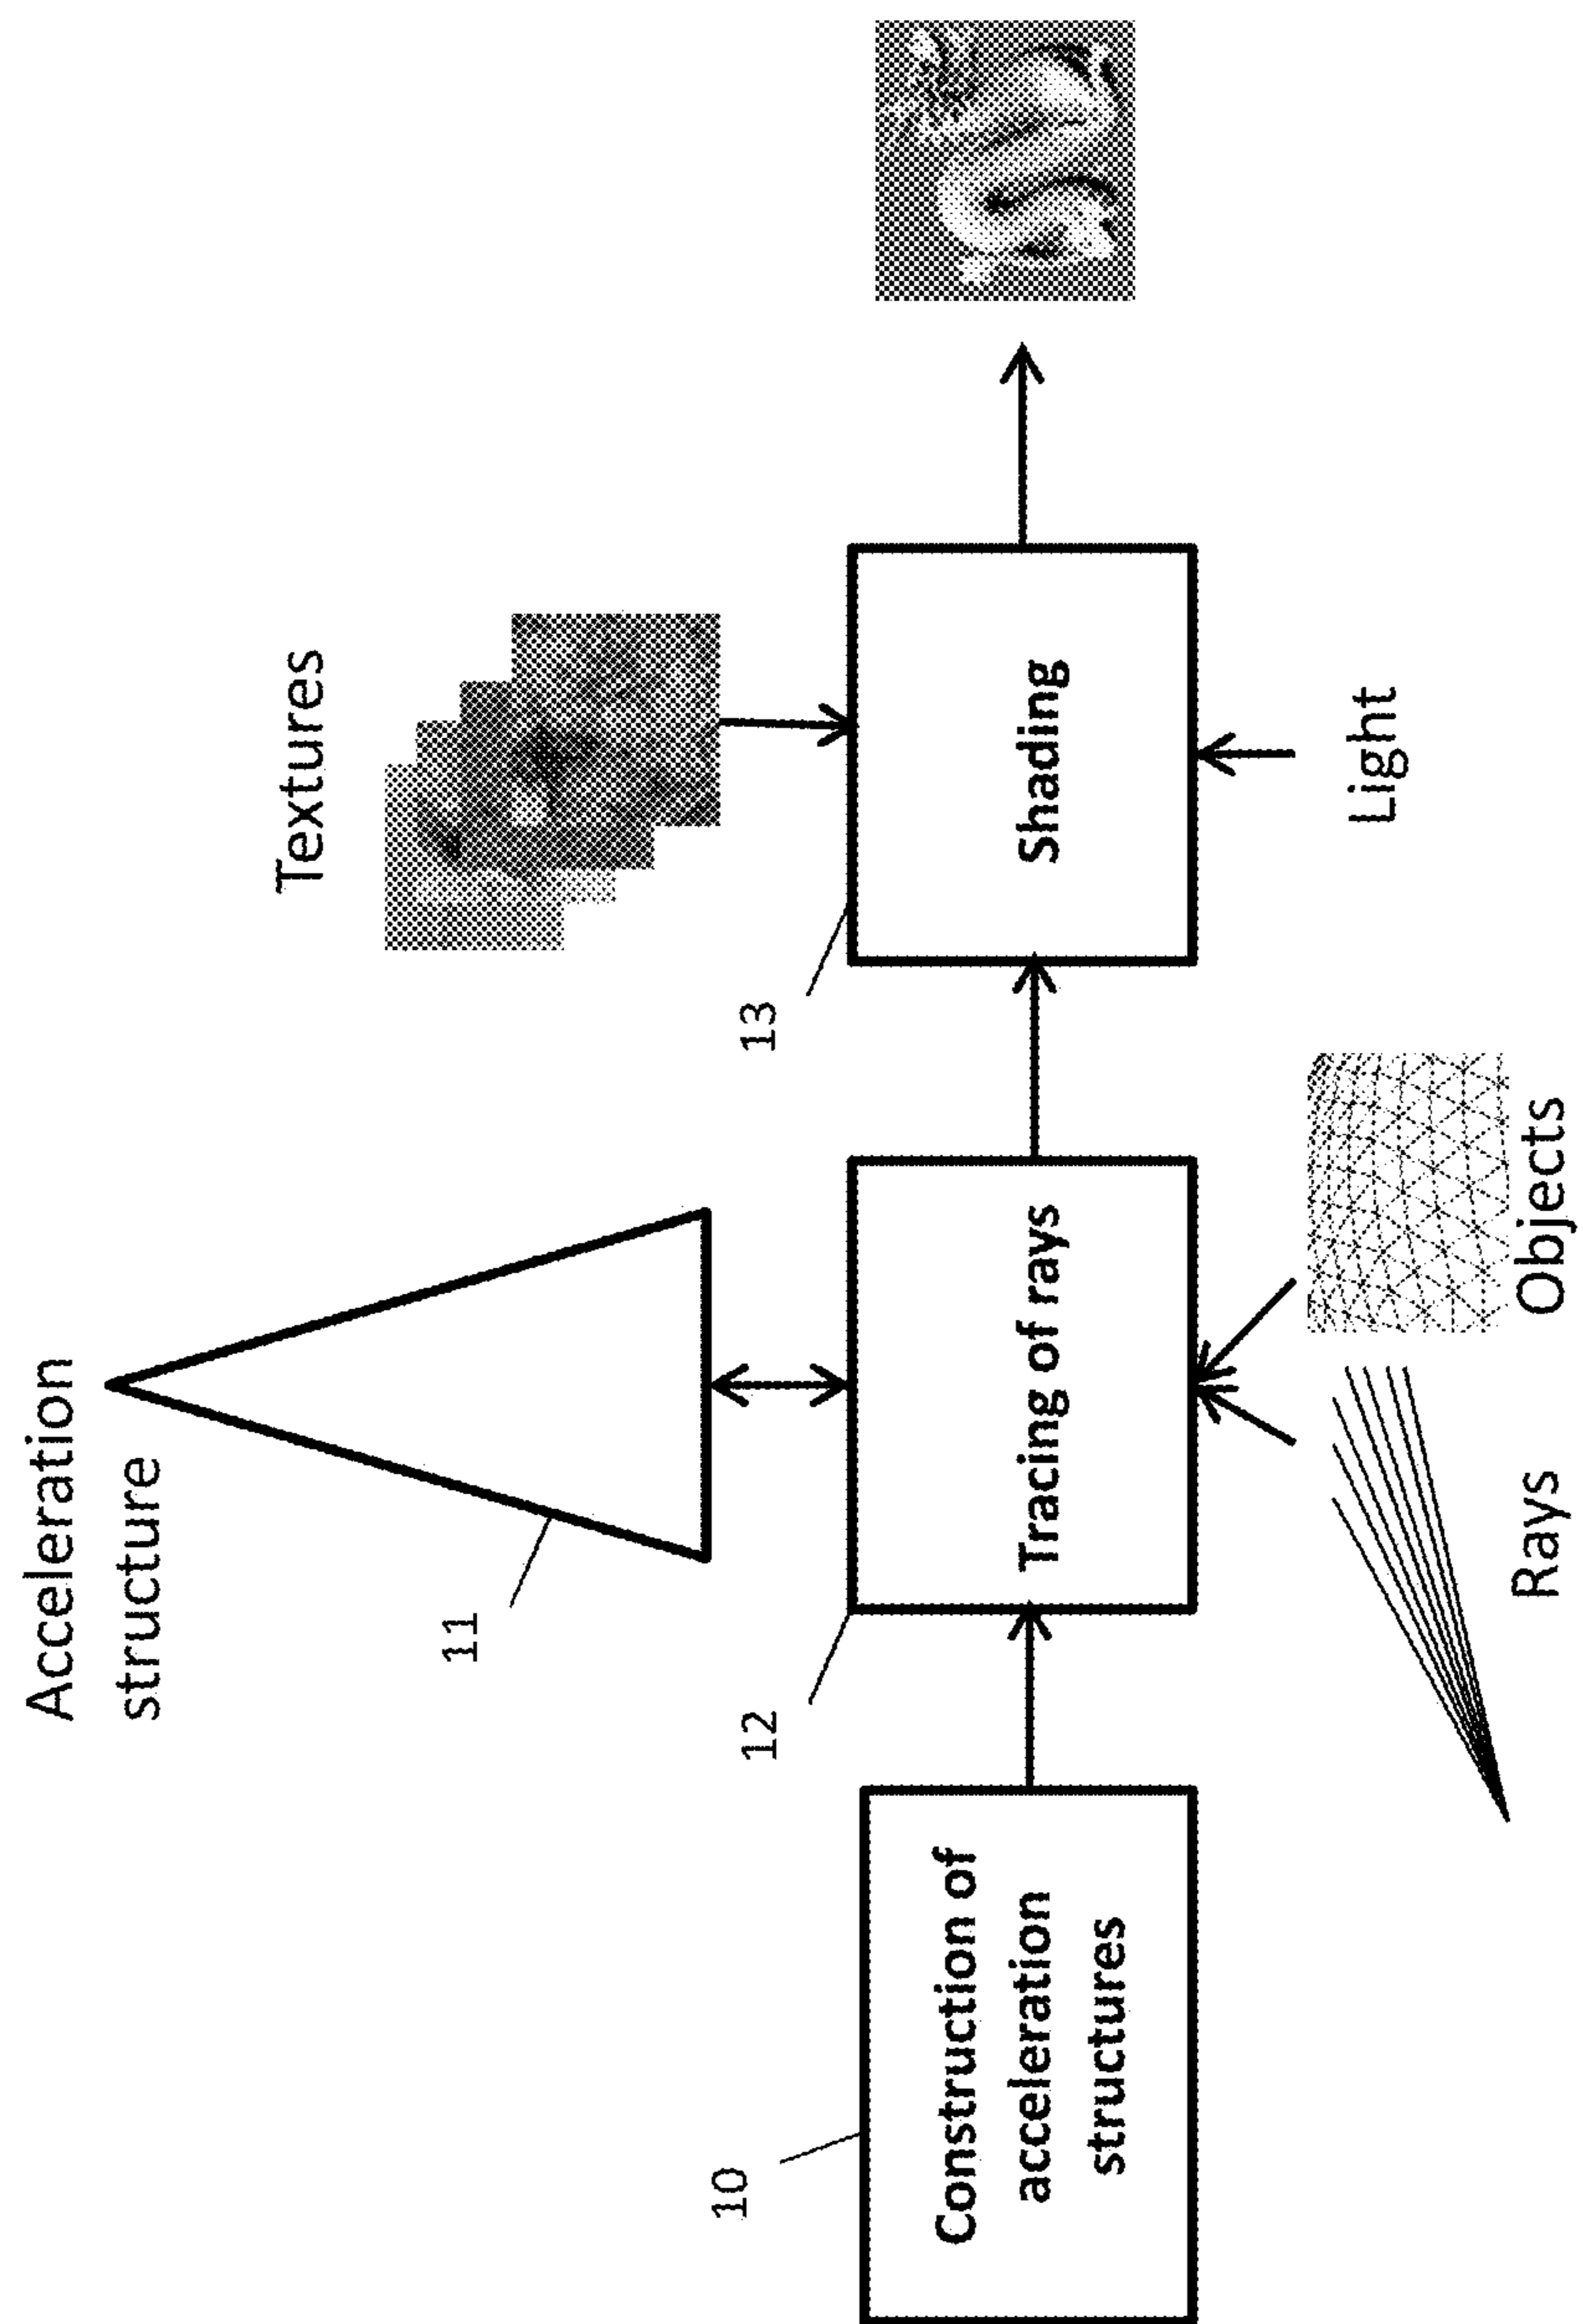 Acceleration
structure
11
Textures
10
12
13
Construction of
acceleration
structures
Tracing of rays
Shading
Rays
Objects
Light